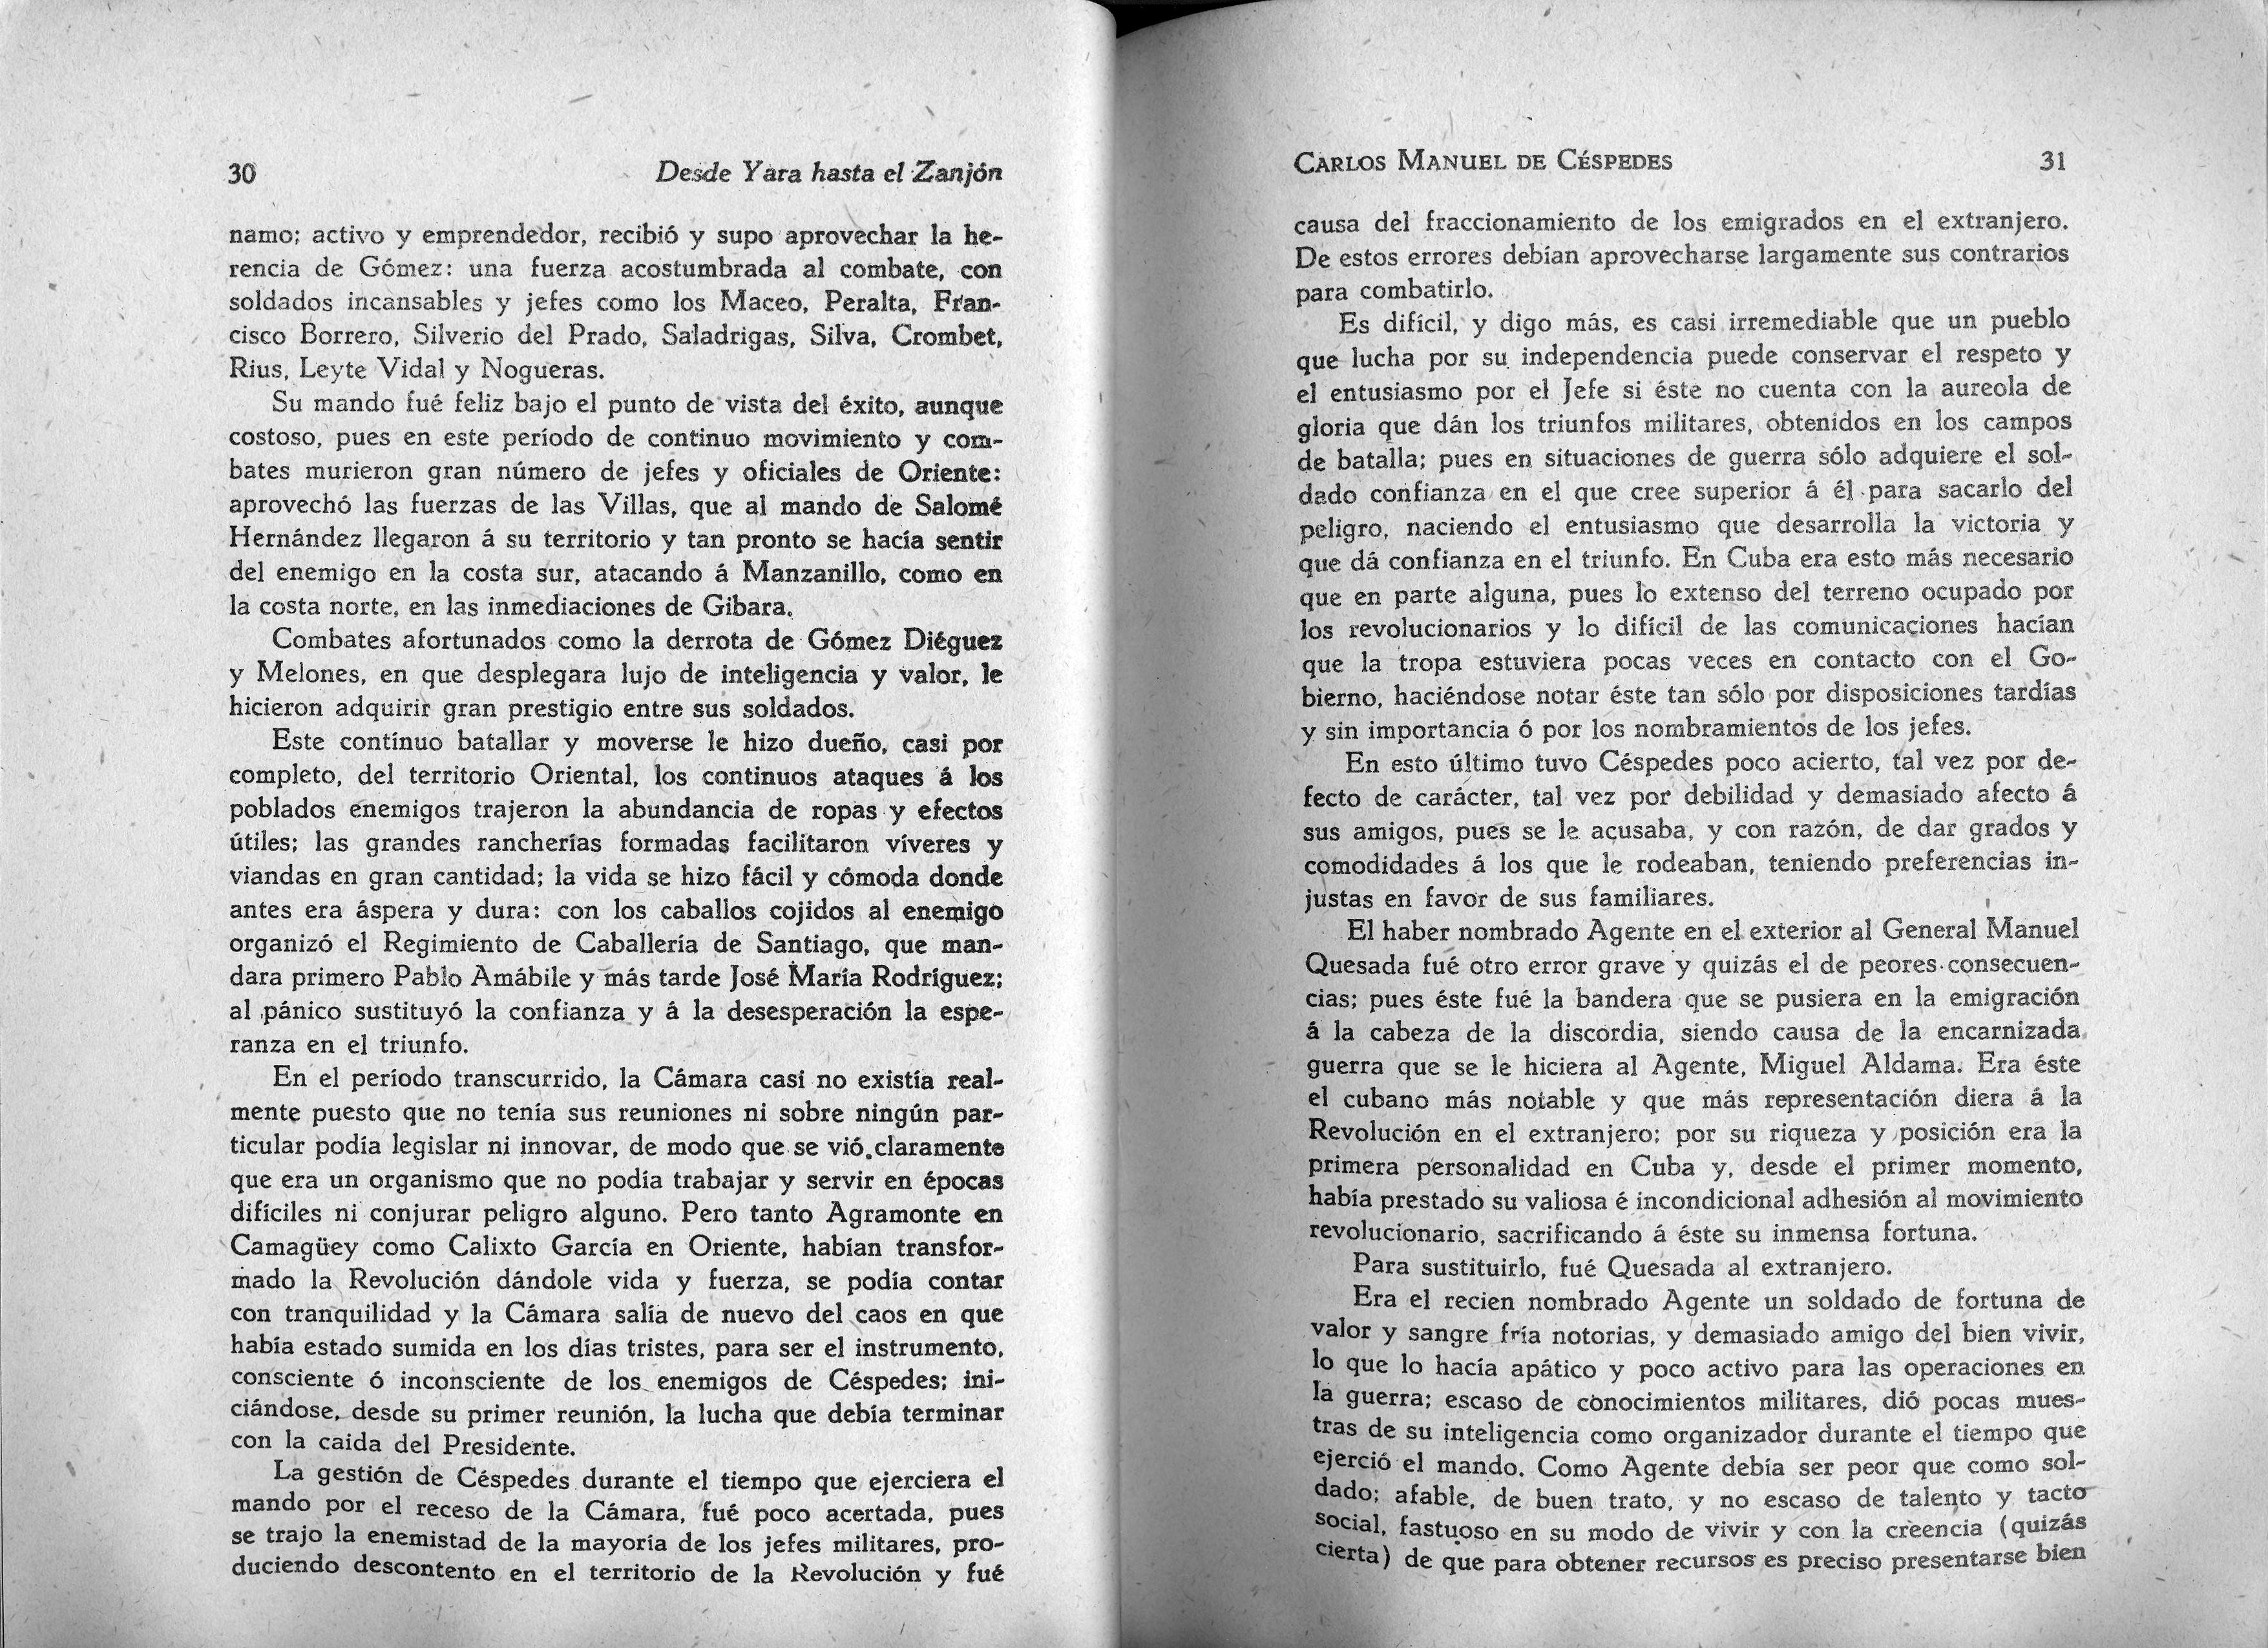 30 Desde Yara hasta el Zanjón
namo; activo y emprendedor, recibió y supo aprovechar la he-
rencia de Gómez: una fuerza acostumbrada al combate, con
soldados incansables y jefes como los Maceo, Peralta, Fran-
cisco Borrero, Silverio del Prado, Saladrigas, Silva, Crombet,
Rius, Leyte Vidal y Nogueras.
Su mando fué feliz bajo el punto de vista del éxito, aunque
costoso, pues en este período de continuo movimiento y com-
bates murieron gran número de jefes y oficiales de Oriente:
aprovechó las fuerzas de las Villas, que al mando de Salomé
Hernández llegaron á su territorio y tan pronto se hacía sentir
del enemigo en la costa sur, atacando á Manzanillo, como en
la costa norte, en las inmediaciones de Gibara.
Combates afortunados como la derrota de Gómez Diéguez
y Melones, en que desplegara lujo de inteligencia y valor, le
hicieron adquirir gran prestigio entre sus soldados.
Este contínuo batallar y moverse le hizo dueño, casi por
completo, del territorio Oriental, los continuos ataques á los
poblados enemigos trajeron la abundancia de ropas y efectos
útiles; las grandes rancherías formadas facilitaron víveres y
viandas en gran cantidad; la vida se hizo fácil y cómoda donde
antes era áspera y dura: con los caballos cojidos al enemigo
organizó el Regimiento de Caballería de Santiago, que man-
dara primero Pablo Amábile y más tarde José María Rodríguez;
al pánico sustituyó la confianza y á la desesperación la espe-
ranza en el triunfo.
En el período transcurrido, la Cámara casi no existía real-
mente puesto que no tenía sus reuniones ni sobre ningún par-
ticular podía legislar ni innovar, de modo que se vió claramente
que era un organismo que no podía trabajar y servir en épocas
difíciles ni conjurar peligro alguno. Pero tanto Agramonte en
Camagüey como Calixto García en Oriente, habían transfor-
mado la Revolución dándole vida y fuerza, se podía contar
con tranquilidad y la Cámara salía de nuevo del caos en que
había estado sumida en los días tristes, para ser el instrumento,
consciente ó inconsciente de los enemigos de Céspedes; ini-
ciándose, desde su primer reunión, la lucha que debía terminar
con la caida del Presidente.
La gestión de Céspedes durante el tiempo que ejerciera el
mando por el receso de la Cámara, fué poco acertada, pues
se trajo la enemistad de la mayoría de los jefes militares, pro-
duciendo descontento en el territorio de la Revolución y fué
CARLOS MANUEL DE CÉSPEDES 31
causa del fraccionamiento de los emigrados en el extranjero.
De estos errores debían aprovecharse largamente sus contrarios
para combatirlo.
Es difícil, y digo más, es casi irremediable que un pueblo
que lucha por su independencia puede conservar el respeto y
el entusiasmo por el Jefe si éste no cuenta con la aureola de
gloria que dán los triunfos militares, obtenidos en los campos
de batalla; pues en situaciones de guerra sólo adquiere el sol-
dado confianza en el que cree superior á él para sacarlo del
peligro, naciendo el entusiasmo que desarrolla la victoria y
que dá confianza en el triunfo. En Cuba era esto más necesario
que en parte alguna, pues lo extenso del terreno ocupado por
los revolucionarios y lo difícil de las comunicaciones hacían
que la tropa estuviera pocas veces en contacto con el Go-
bierno, haciéndose notar éste tan sólo por disposiciones tardías
y sin importancia ó por los nombramientos de los jefes.
En esto último tuvo Céspedes poco acierto, tal vez por de-
fecto de carácter, tal vez por debilidad y demasiado afecto á
sus amigos, pues se le acusaba, y con razón, de dar grados y
comodidades á los que le rodeaban, teniendo preferencias in-
justas en favor de sus familiares.
El haber nombrado Agente en el exterior al General Manuel
Quesada fué otro error grave y quizás el de peores consecuen-
cias; pues éste fué la bandera que se pusiera en la emigración
á la cabeza de la discordia, siendo causa de la encarnizada
guerra que se le hiciera al Agente, Miguel Aldama. Era éste
el cubano más notable y que más representación diera á la
Revolución en el extranjero; por su riqueza y posición era la
primera personalidad en Cuba y, desde el primer momento,
había prestado su valiosa é incondicional adhesión al movimiento
revolucionario, sacrificando á éste su inmensa fortuna.
Para sustituirlo, fué Quesada al extranjero.
Era el recien nombrado Agente un soldado de fortuna de
valor y sangre fría notorias, y demasiado amigo del bien vivir,
lo que lo hacía apático y poco activo para las operaciones en
la guerra; escaso de conocimientos militares, dió pocas mues-
tras de su inteligencia como organizador durante el tiempo que
ejerció el mando. Como Agente debía ser peor que como sol-
dado; afable, de buen trato, y no escaso de talento y tacto
social, fastuoso en su modo de vivir y con la creencia (quizás
cierta) de que para obtener recursos es preciso presentarse bien